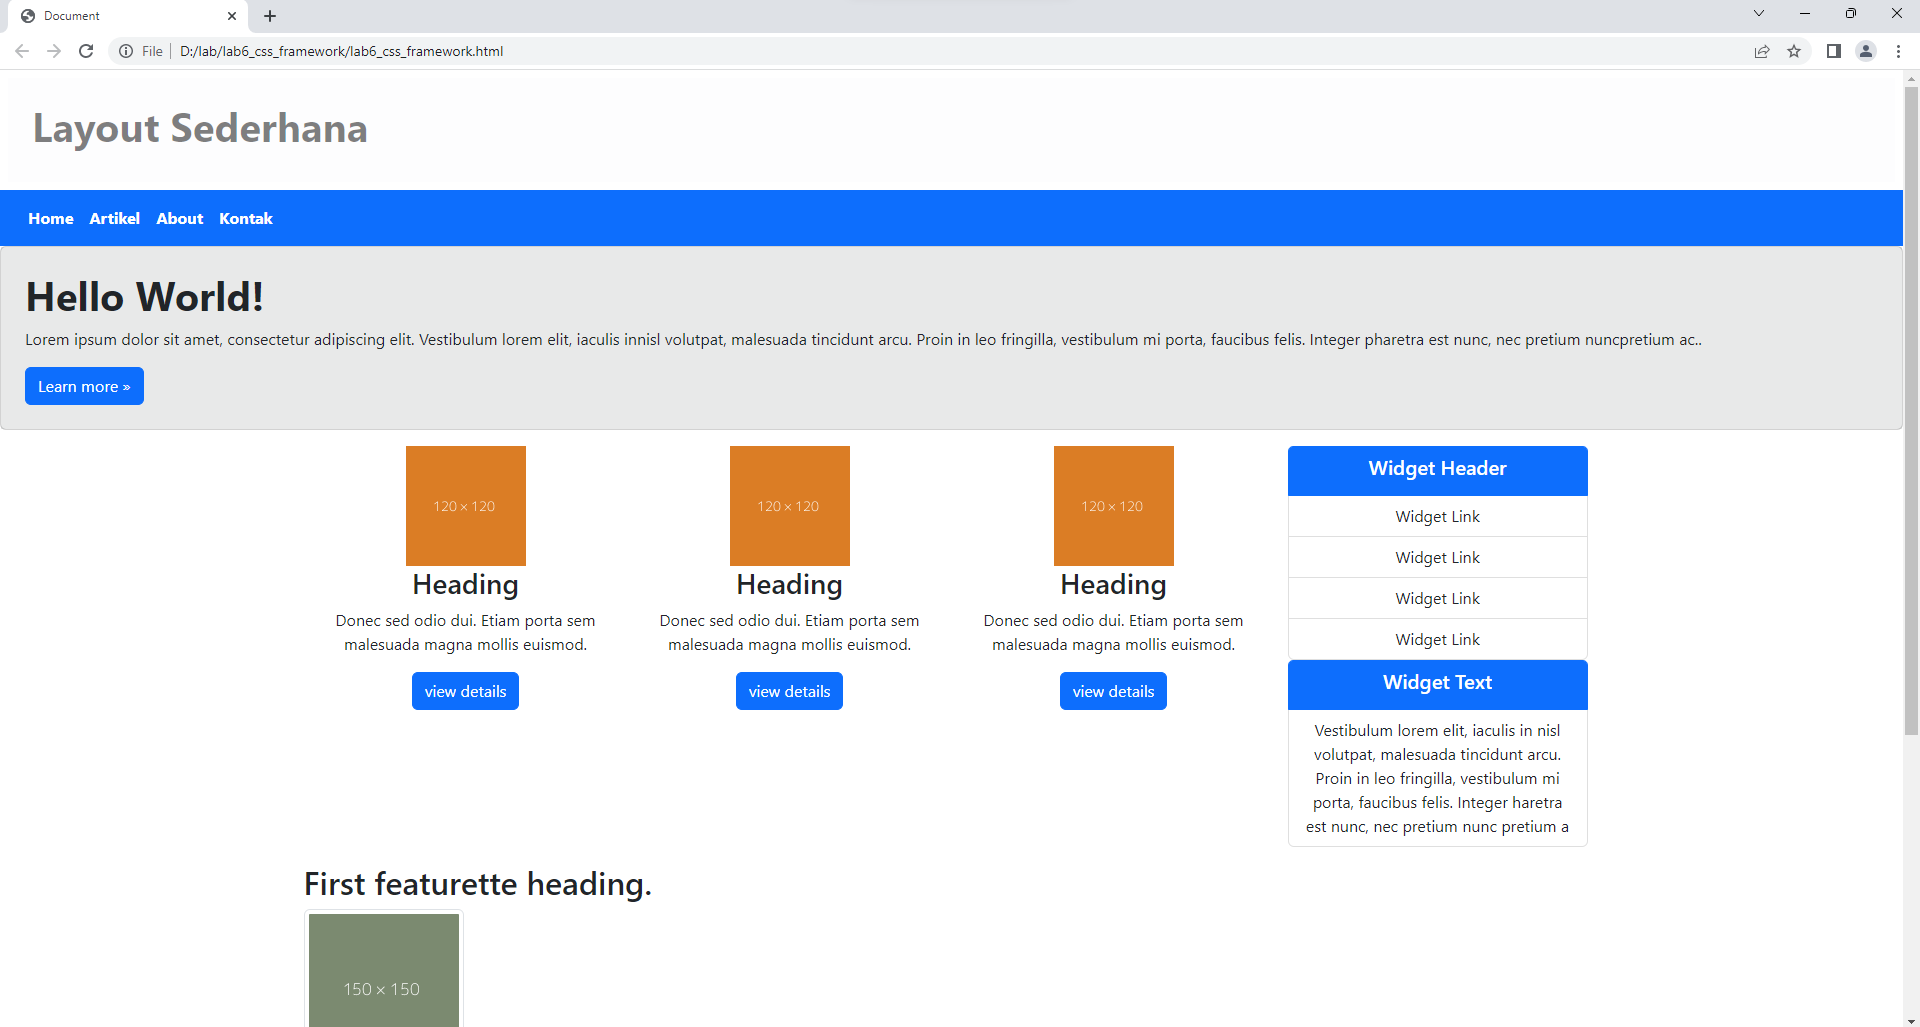 Document
File D:/lab/lab6_css_framework/lab6_css_framework.html
Layout Sederhana
Home Artikel About Kontak
Hello World!
Lorem ipsum dolor sit amet, consectetur adipiscing elit. Vestibulum lorem elit, iaculis innisl volutpat, malesuada tincidunt arcu. Proin in leo fringilla, vestibulum mi porta, faucibus felis. Integer pharetra est nunc, nec pretium nuncpretium ac..
Learn more »
120 × 120
Heading
Donec sed odio dui. Etiam porta sem
malesuada magna mollis euismod.
view details
120 × 120
Heading
Donec sed odio dui. Etiam porta sem
malesuada magna mollis euismod.
view details
120 × 120
Heading
Donec sed odio dui. Etiam porta sem
malesuada magna mollis euismod.
view details
Widget Header
Widget Link
Widget Link
Widget Link
Widget Link
Widget Text
Vestibulum lorem elit, iaculis in nisl
volutpat, malesuada tincidunt arcu.
Proin in leo fringilla, vestibulum mi
porta, faucibus felis. Integer haretra
est nunc, nec pretium nunc pretium a
First featurette heading.
150 × 150